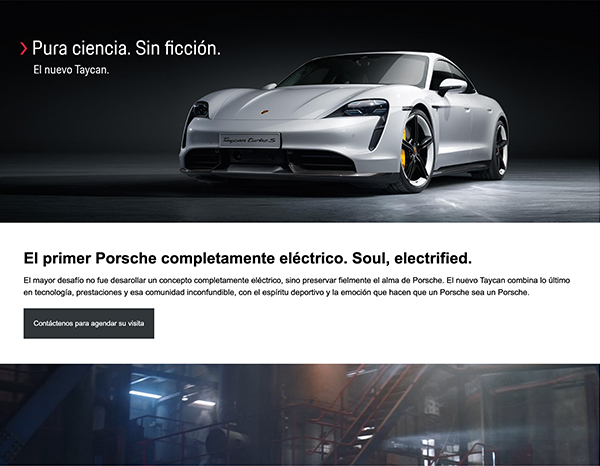 Pura ciencia. Sin ficción.
El nuevo Taycan.
Taycan turbo S
El primer Porsche completamente eléctrico. Soul, electrified.
El mayor desafío no fue desarollar un concepto completamente eléctrico, sino preservar fielmente el alma de Porsche. El nuevo Taycan combina lo último
en tecnología, prestaciones y esa comunidad inconfundible, con el espíritu deportivo y la emoción que hacen que un Porsche sea un Porsche.
Contáctenos para agendar su visita